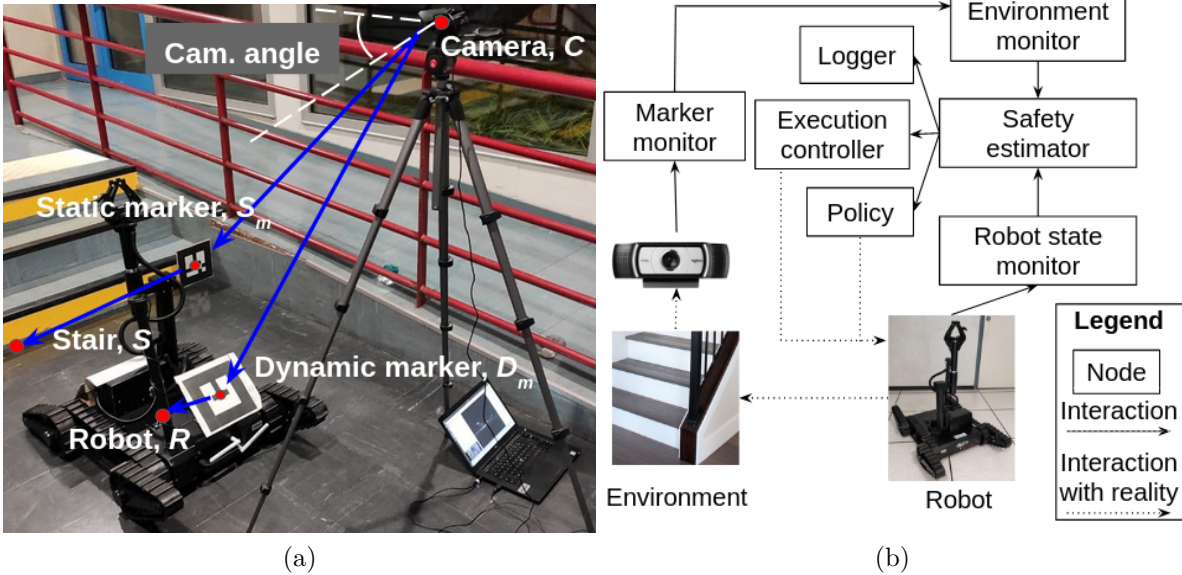 Cam. angle
Camera, C
Static marker, Sₘ
Stair, S
Dynamic marker, Dₘ
Robot, R
(a)
Environment
monitor
Logger
Marker
monitor
Execution
controller
Safety
estimator
Policy
Robot state
monitor
Environment
Robot
Legend
Node
Interaction
Interaction
with reality
(b)